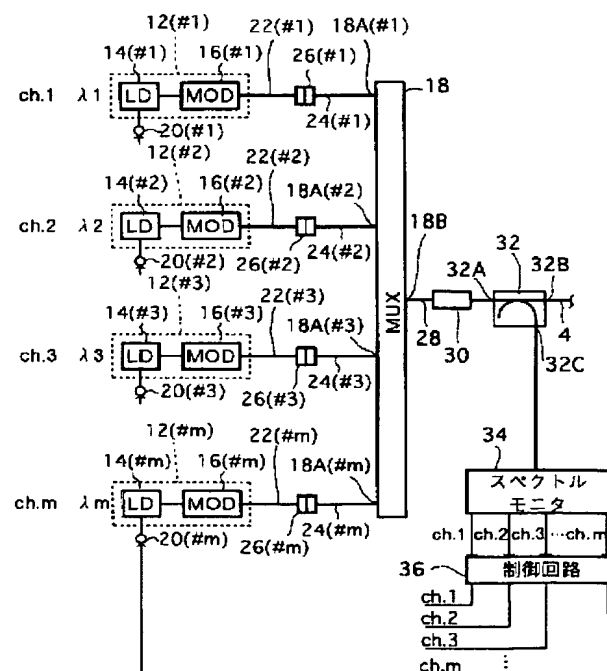 12(#1)
22(#1)
18A(#1)
14(#1)
16(#1)
26(#1)
18
ch.1 λ1 LD MOD
24(#1)
20(#1)
12(#2)
22(#2)
14(#2)
16(#2)
18A(#2)
ch.2 λ2 LD MOD
24(#2)
20(#2)
26(#2)
12(#3)
22(#3)
14(#3)
16(#3)
18A(#3)
ch.3 λ3 LD MOD
24(#3)
20(#3)
26(#3)
12(#m)
22(#m)
14(#m)
16(#m)
18A(#m)
ch.m λm LD MOD
24(#m)
20(#m)
26(#m)
MUX
18B
28
30
32A
32
32B
4
32C
34
スペクトル
モニタ
ch.1 ch.2 ch.3 …ch.m
36
制御回路
ch.1
ch.2
ch.3
ch.m ⋮